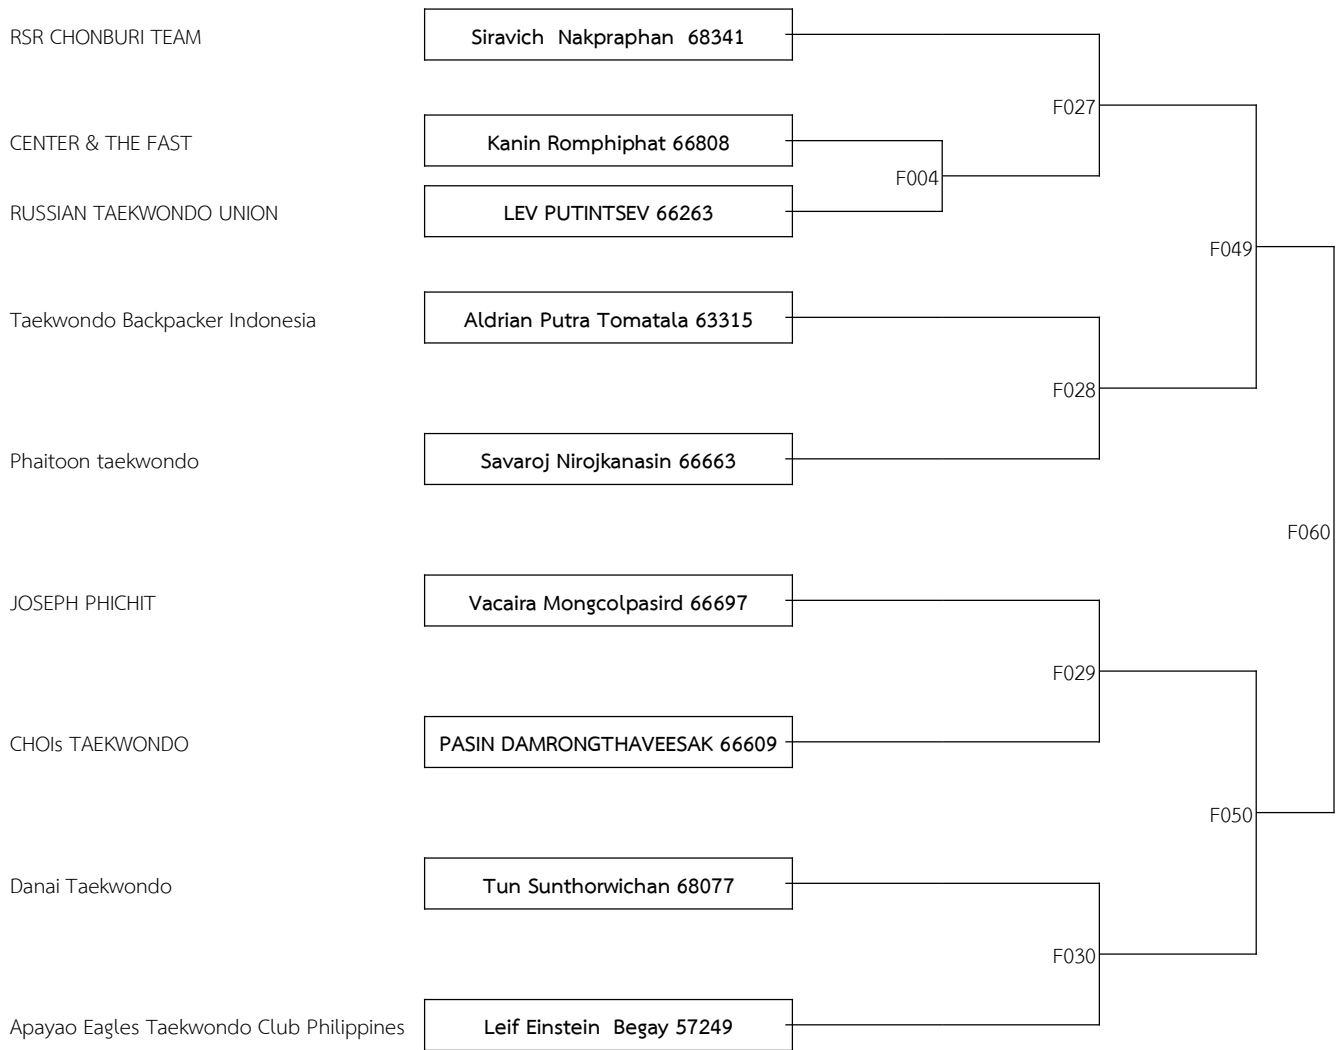 RSR CHONBURI TEAM
Siravich Nakpraphan 68341
F027
CENTER & THE FAST
Kanin Romphiphat 66808
F004
RUSSIAN TAEKWONDO UNION
LEV PUTINTSEV 66263
F049
Taekwondo Backpacker Indonesia
Aldrian Putra Tomatala 63315
F028
Phaitoon taekwondo
Savaroj Nirojkanasin 66663
F060
JOSEPH PHICHIT
Vacaira Mongcolpasird 66697
F029
CHOIs TAEKWONDO
PASIN DAMRONGTHAVEESAK 66609
F050
Danai Taekwondo
Tun Sunthorwichan 68077
F030
Apayao Eagles Taekwondo Club Philippines
Leif Einstein Begay 57249